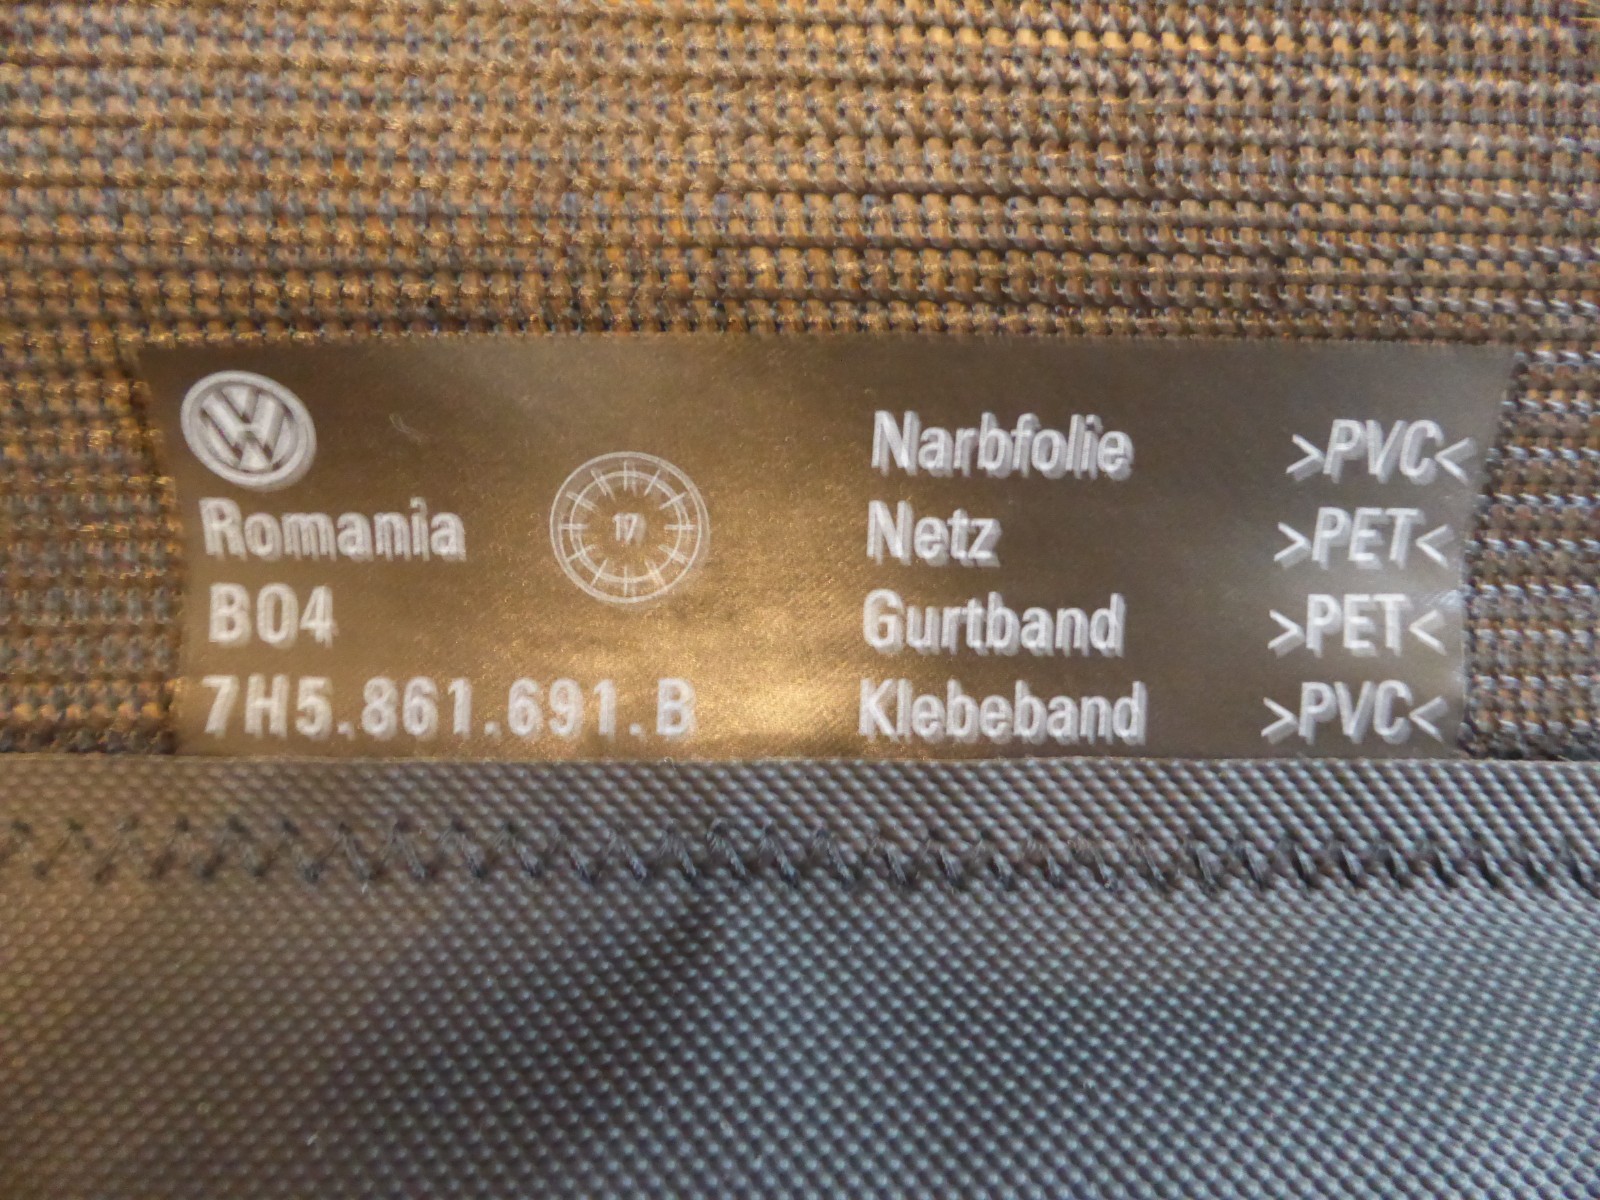 Romania
B04
7H5.861.691.B
17
Narbfolie >PVC<
Netz >PET<
Gurtband >PET<
Klebeband >PVC<